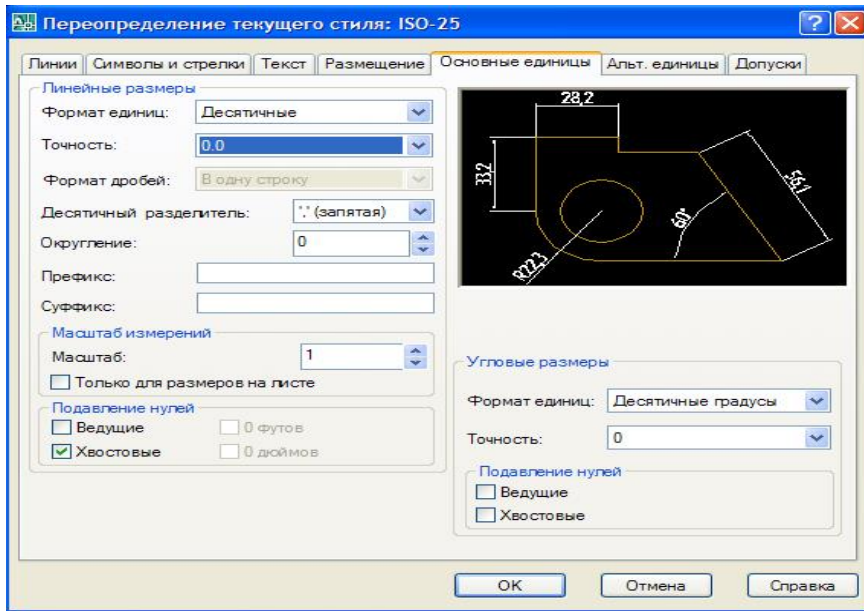 Переопределение текущего стиля: ISO-25
Линии Символы и стрелки Текст Размещение Основные единицы Альт. единицы Допуски
Линейные размеры
Формат единиц: Десятичные
Точность: 0.0
Формат дробей: В одну строку
Десятичный разделитель: ',' (запятая)
Округление: 0
Префикс:
Суффикс:
Масштаб измерений
Масштаб: 1
Только для размеров на листе
Подавление нулей
Ведущие 0 футов
Хвостовые 0 дюймов
28,2
33,2
56,1
60°
R22,3
Угловые размеры
Формат единиц: Десятичные градусы
Точность: 0
Подавление нулей
Ведущие
Хвостовые
OK Отмена Справка